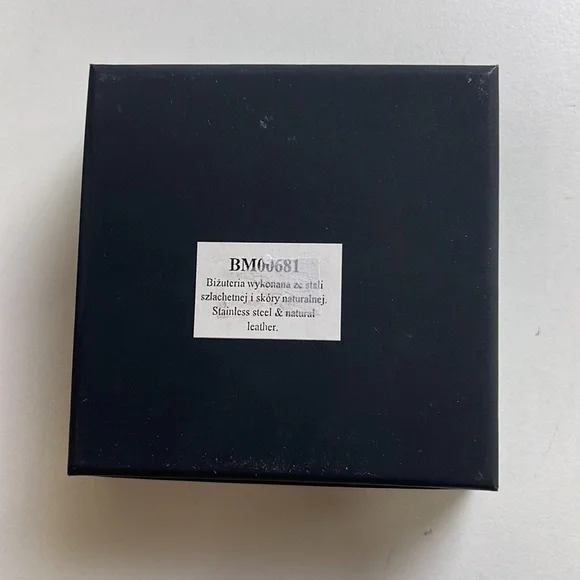 BM00681
Biżuteria wykonana ze stali
szlachetnej i skóry naturalnej.
Stainless steel & natural
leather.